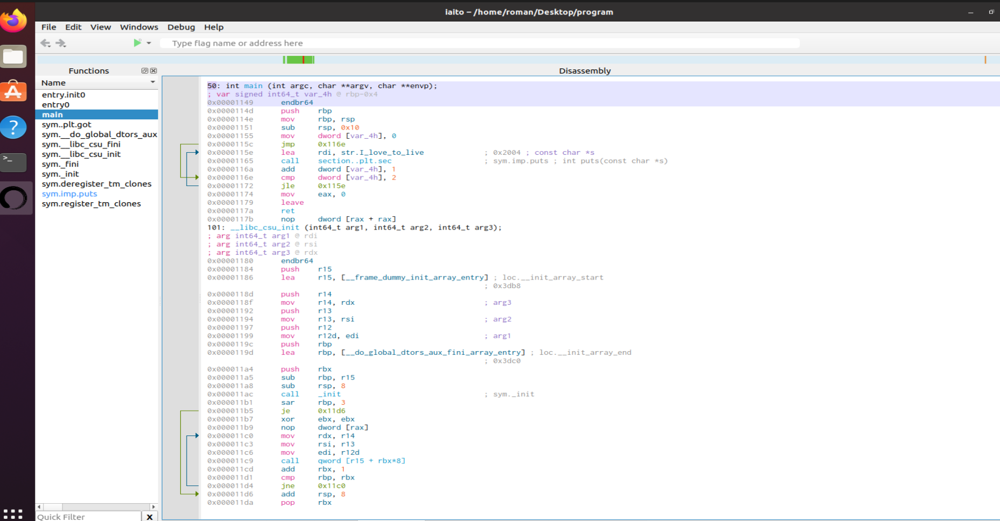 iaito – /home/roman/Desktop/program
File Edit View Windows Debug Help
Type flag name or address here
Functions
Disassembly
Name
entry.init0
entry0
main
sym..plt.got
sym.__do_global_dtors_aux
sym.__libc_csu_fini
sym.__libc_csu_init
sym._fini
sym._init
sym.deregister_tm_clones
sym.imp.puts
sym.register_tm_clones
Quick Filter
X
50: int main (int argc, char **argv, char **envp);
; var signed int64_t var_4h @ rbp-0x4
0x00001149 endbr64
0x0000114d push rbp
0x0000114e mov rbp, rsp
0x00001151 sub rsp, 0x10
0x00001155 mov dword [var_4h], 0
0x0000115c jmp 0x116e
0x0000115e lea rdi, str.I_love_to_live ; 0x2004 ; const char *s
0x00001165 call section..plt.sec ; sym.imp.puts ; int puts(const char *s)
0x0000116a add dword [var_4h], 1
0x0000116e cmp dword [var_4h], 2
0x00001172 jle 0x115e
0x00001174 mov eax, 0
0x00001179 leave
0x0000117a ret
0x0000117b nop dword [rax + rax]
101: __libc_csu_init (int64_t arg1, int64_t arg2, int64_t arg3);
; arg int64_t arg1 @ rdi
; arg int64_t arg2 @ rsi
; arg int64_t arg3 @ rdx
0x00001180 endbr64
0x00001184 push r15
0x00001186 lea r15, [__frame_dummy_init_array_entry] ; loc.__init_array_start
; 0x3db8
0x0000118d push r14
0x0000118f mov r14, rdx ; arg3
0x00001192 push r13
0x00001194 mov r13, rsi ; arg2
0x00001197 push r12
0x00001199 mov r12d, edi ; arg1
0x0000119c push rbp
0x0000119d lea rbp, [__do_global_dtors_aux_fini_array_entry] ; loc.__init_array_end
; 0x3dc0
0x000011a4 push rbx
0x000011a5 sub rbp, r15
0x000011a8 sub rsp, 8
0x000011ac call _init ; sym._init
0x000011b1 sar rbp, 3
0x000011b5 je 0x11d6
0x000011b7 xor ebx, ebx
0x000011b9 nop dword [rax]
0x000011c0 mov rdx, r14
0x000011c3 mov rsi, r13
0x000011c6 mov edi, r12d
0x000011c9 call qword [r15 + rbx*8]
0x000011cd add rbx, 1
0x000011d1 cmp rbp, rbx
0x000011d4 jne 0x11c0
0x000011d6 add rsp, 8
0x000011da pop rbx